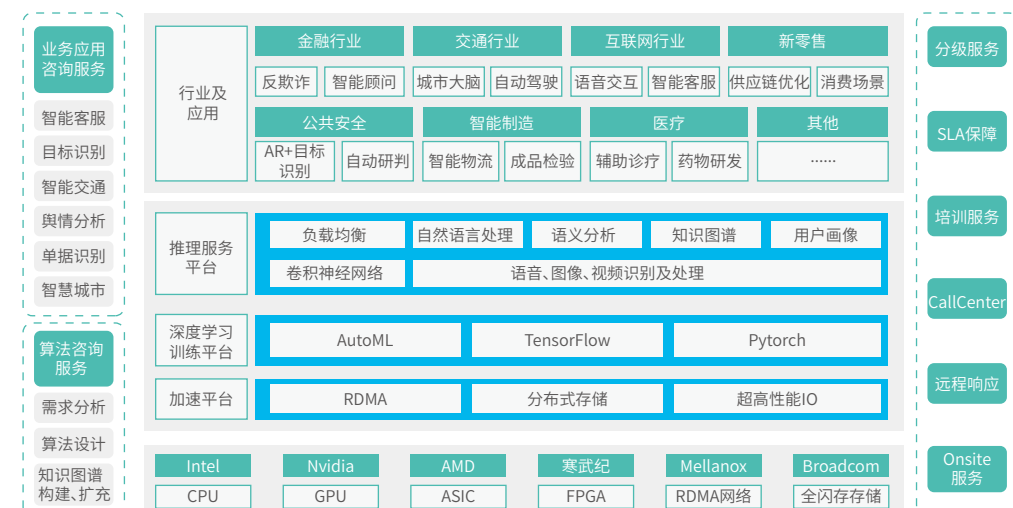 业务应用
咨询服务
智能客服
目标识别
智能交通
舆情分析
单据识别
智慧城市
算法咨询
服务
需求分析
算法设计
知识图谱
构建、扩充
行业及
应用
金融行业
交通行业
互联网行业
新零售
反欺诈
智能顾问
城市大脑
自动驾驶
语音交互
智能客服
供应链优化
消费场景
公共安全
智能制造
医疗
其他
AR+目标
识别
自动研判
智能物流
成品检验
辅助诊疗
药物研发
······
推理服务
平台
负载均衡
自然语言处理
语义分析
知识图谱
用户画像
卷积神经网络
语音、图像、视频识别及处理
深度学习
训练平台
AutoML
TensorFlow
Pytorch
加速平台
RDMA
分布式存储
超高性能IO
Intel
Nvidia
AMD
寒武纪
Mellanox
Broadcom
CPU
GPU
ASIC
FPGA
RDMA网络
全闪存存储
分级服务
SLA保障
培训服务
CallCenter
远程响应
Onsite
服务